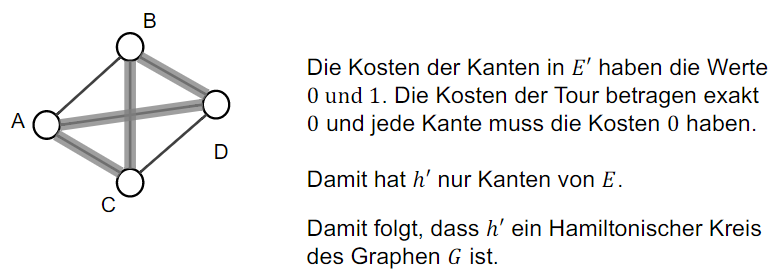 B
A
D
C
Die Kosten der Kanten in E′ haben die Werte
0 und 1. Die Kosten der Tour betragen exakt
0 und jede Kante muss die Kosten 0 haben.
Damit hat h′ nur Kanten von E.
Damit folgt, dass h′ ein Hamiltonischer Kreis
des Graphen G ist.